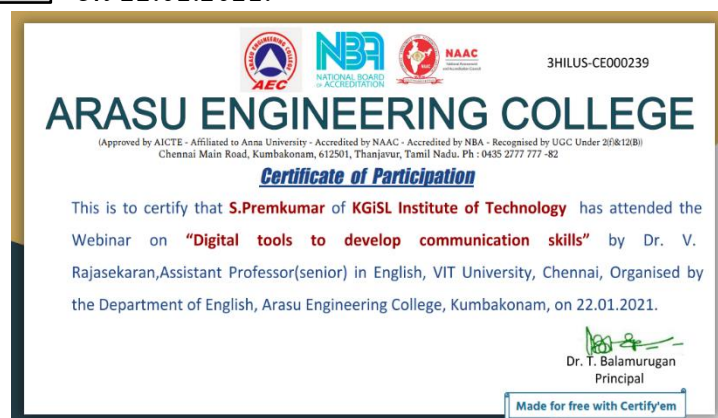 3HILUS-CE000239
AEC
NBA
NATIONAL BOARD
of ACCREDITATION
NAAC
ARASU ENGINEERING COLLEGE
(Approved by AICTE - Affiliated to Anna University - Accredited by NAAC - Accredited by NBA - Recognised by UGC Under 2(f)&12(B))
Chennai Main Road, Kumbakonam, 612501, Thanjavur, Tamil Nadu. Ph : 0435 2777 777 -82
Certificate of Participation
This is to certify that S.Premkumar of KGiSL Institute of Technology has attended the
Webinar on “Digital tools to develop communication skills” by Dr. V.
Rajasekaran,Assistant Professor(senior) in English, VIT University, Chennai, Organised by
the Department of English, Arasu Engineering College, Kumbakonam, on 22.01.2021.
Dr. T. Balamurugan
Principal
Made for free with Certify'em